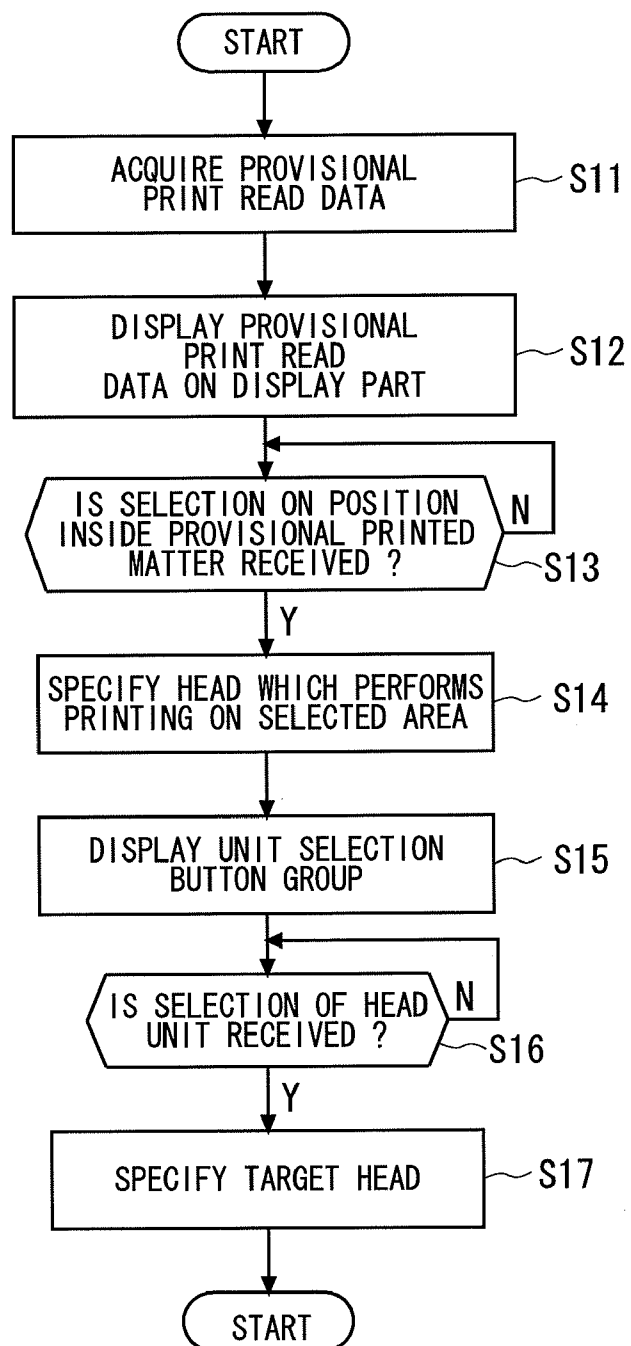 START
ACQUIRE PROVISIONAL
PRINT READ DATA
S11
DISPLAY PROVISIONAL
PRINT READ
DATA ON DISPLAY PART
S12
IS SELECTION ON POSITION
INSIDE PROVISIONAL PRINTED
MATTER RECEIVED ?
N
S13
Y
SPECIFY HEAD WHICH PERFORMS
PRINTING ON SELECTED AREA
S14
DISPLAY UNIT SELECTION
BUTTON GROUP
S15
IS SELECTION OF HEAD
UNIT RECEIVED ?
N
S16
Y
SPECIFY TARGET HEAD
S17
START